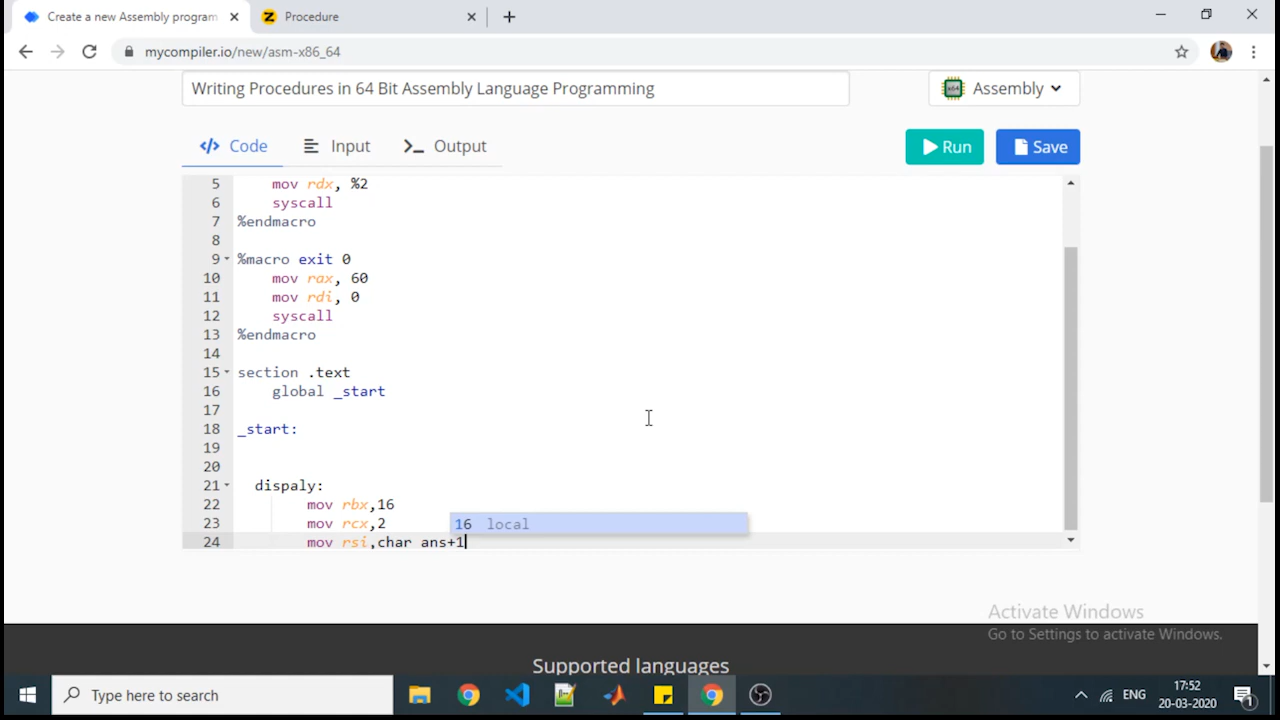 Create a new Assembly program
Procedure
mycompiler.io/new/asm-x86_64
Writing Procedures in 64 Bit Assembly Language Programming
x64
Assembly
Code
Input
Output
Run
Save
5 mov rdx, %2
6 syscall
7 %endmacro
8
9 %macro exit 0
10 mov rax, 60
11 mov rdi, 0
12 syscall
13 %endmacro
14
15 section .text
16 global _start
17
18 _start:
19
20
21 dispaly:
22 mov rbx,16
23 mov rcx,2
16 local
24 mov rsi,char ans+1
Activate Windows
Go to Settings to activate Windows.
Supported languages
Type here to search
ENG
17:52
20-03-2020
1